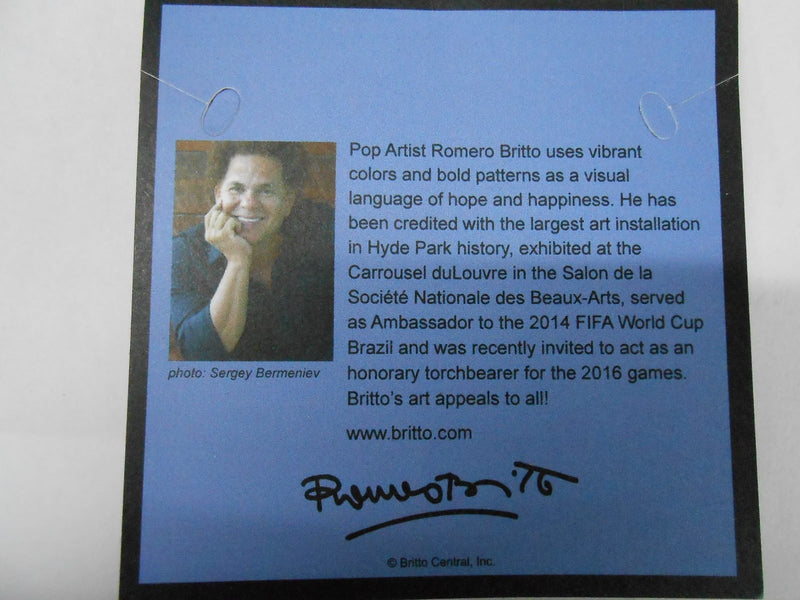 Pop Artist Romero Britto uses vibrant
colors and bold patterns as a visual
language of hope and happiness. He has
been credited with the largest art installation
in Hyde Park history, exhibited at the
Carrousel duLouvre in the Salon de la
Société Nationale des Beaux-Arts, served
as Ambassador to the 2014 FIFA World Cup
Brazil and was recently invited to act as an
honorary torchbearer for the 2016 games.
Britto's art appeals to all!
photo: Sergey Bermeniev
www.britto.com
Romero Britto
© Britto Central, Inc.